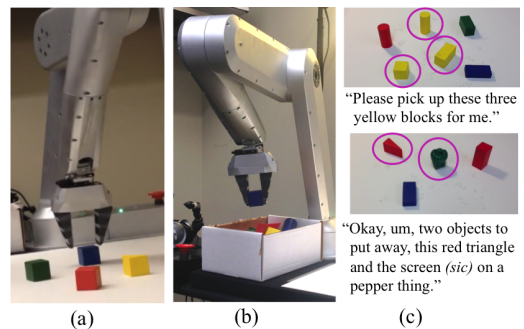 “Please pick up these three
yellow blocks for me.”
“Okay, um, two objects to
put away, this red triangle
and the screen (sic) on a
pepper thing.”
(a)
(b)
(c)